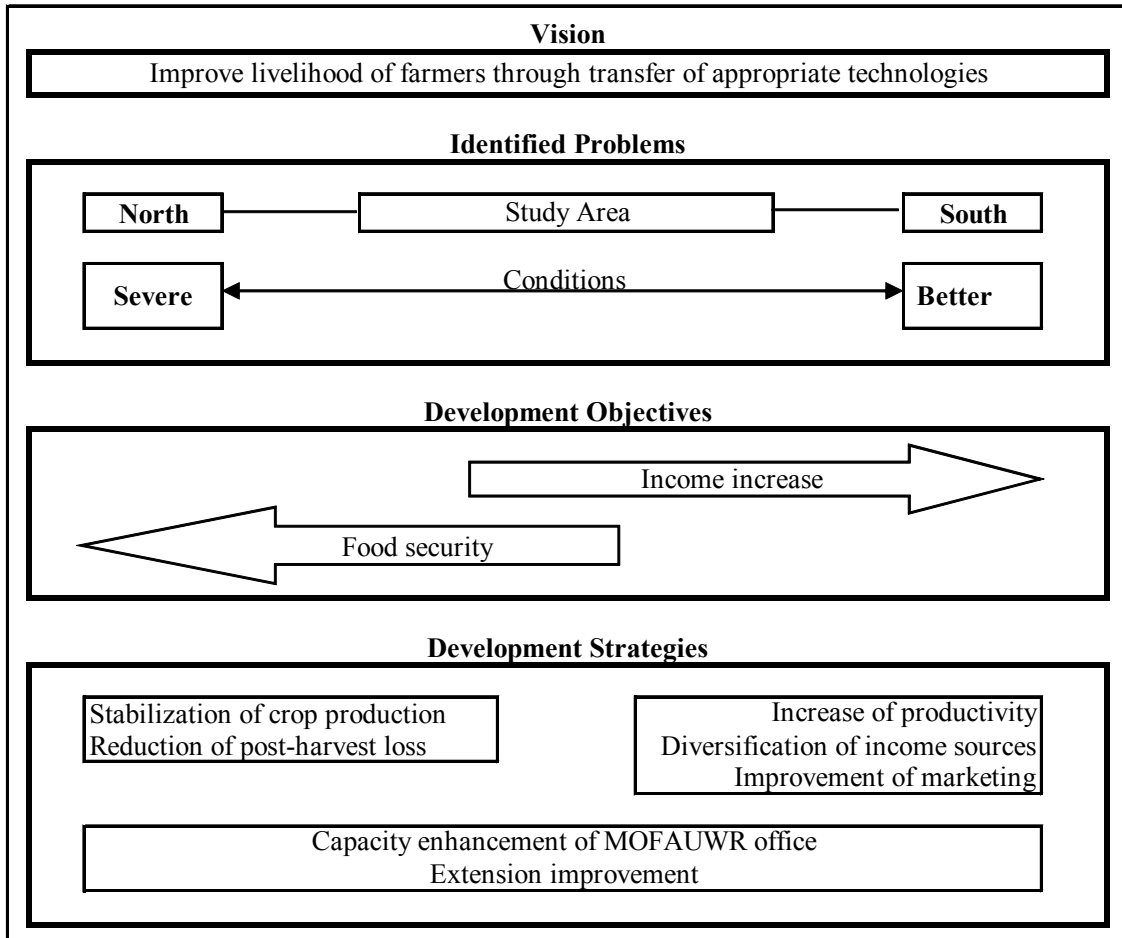 Vision
Improve livelihood of farmers through transfer of appropriate technologies
Identified Problems
North
Study Area
South
Severe
Conditions
Better
Development Objectives
Income increase
Food security
Development Strategies
Stabilization of crop production
Reduction of post-harvest loss
Increase of productivity
Diversification of income sources
Improvement of marketing
Capacity enhancement of MOFAUWR office
Extension improvement